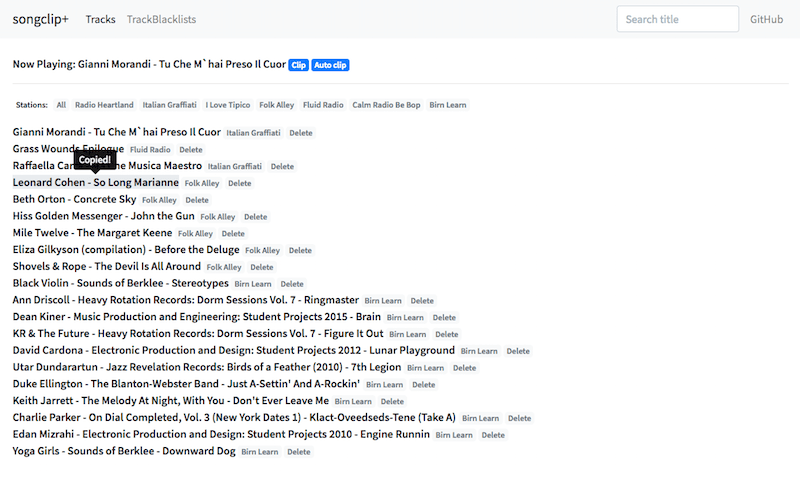 songclip+ Tracks TrackBlacklists Search title GitHub
Now Playing: Gianni Morandi - Tu Che M`hai Preso Il Cuor Clip Auto clip
Stations: All Radio Heartland Italian Graffiati I Love Tipico Folk Alley Fluid Radio Calm Radio Be Bop Birn Learn
Gianni Morandi - Tu Che M`hai Preso Il Cuor Italian Graffiati Delete
Grass Wounds Epilogue Fluid Radio Delete
Copied!
Raffaella Car he Musica Maestro Italian Graffiati Delete
Leonard Cohen - So Long Marianne Folk Alley Delete
Beth Orton - Concrete Sky Folk Alley Delete
Hiss Golden Messenger - John the Gun Folk Alley Delete
Mile Twelve - The Margaret Keene Folk Alley Delete
Eliza Gilkyson (compilation) - Before the Deluge Folk Alley Delete
Shovels & Rope - The Devil Is All Around Folk Alley Delete
Black Violin - Sounds of Berklee - Stereotypes Birn Learn Delete
Ann Driscoll - Heavy Rotation Records: Dorm Sessions Vol. 7 - Ringmaster Birn Learn Delete
Dean Kiner - Music Production and Engineering: Student Projects 2015 - Brain Birn Learn Delete
KR & The Future - Heavy Rotation Records: Dorm Sessions Vol. 7 - Figure It Out Birn Learn Delete
David Cardona - Electronic Production and Design: Student Projects 2012 - Lunar Playground Birn Learn Delete
Utar Dundarartun - Jazz Revelation Records: Birds of a Feather (2010) - 7th Legion Birn Learn Delete
Duke Ellington - The Blanton-Webster Band - Just A-Settin' And A-Rockin' Birn Learn Delete
Keith Jarrett - The Melody At Night, With You - Don't Ever Leave Me Birn Learn Delete
Charlie Parker - On Dial Completed, Vol. 3 (New York Dates 1) - Klact-Oveedseds-Tene (Take A) Birn Learn Delete
Edan Mizrahi - Electronic Production and Design: Student Projects 2010 - Engine Runnin Birn Learn Delete
Yoga Girls - Sounds of Berklee - Downward Dog Birn Learn Delete